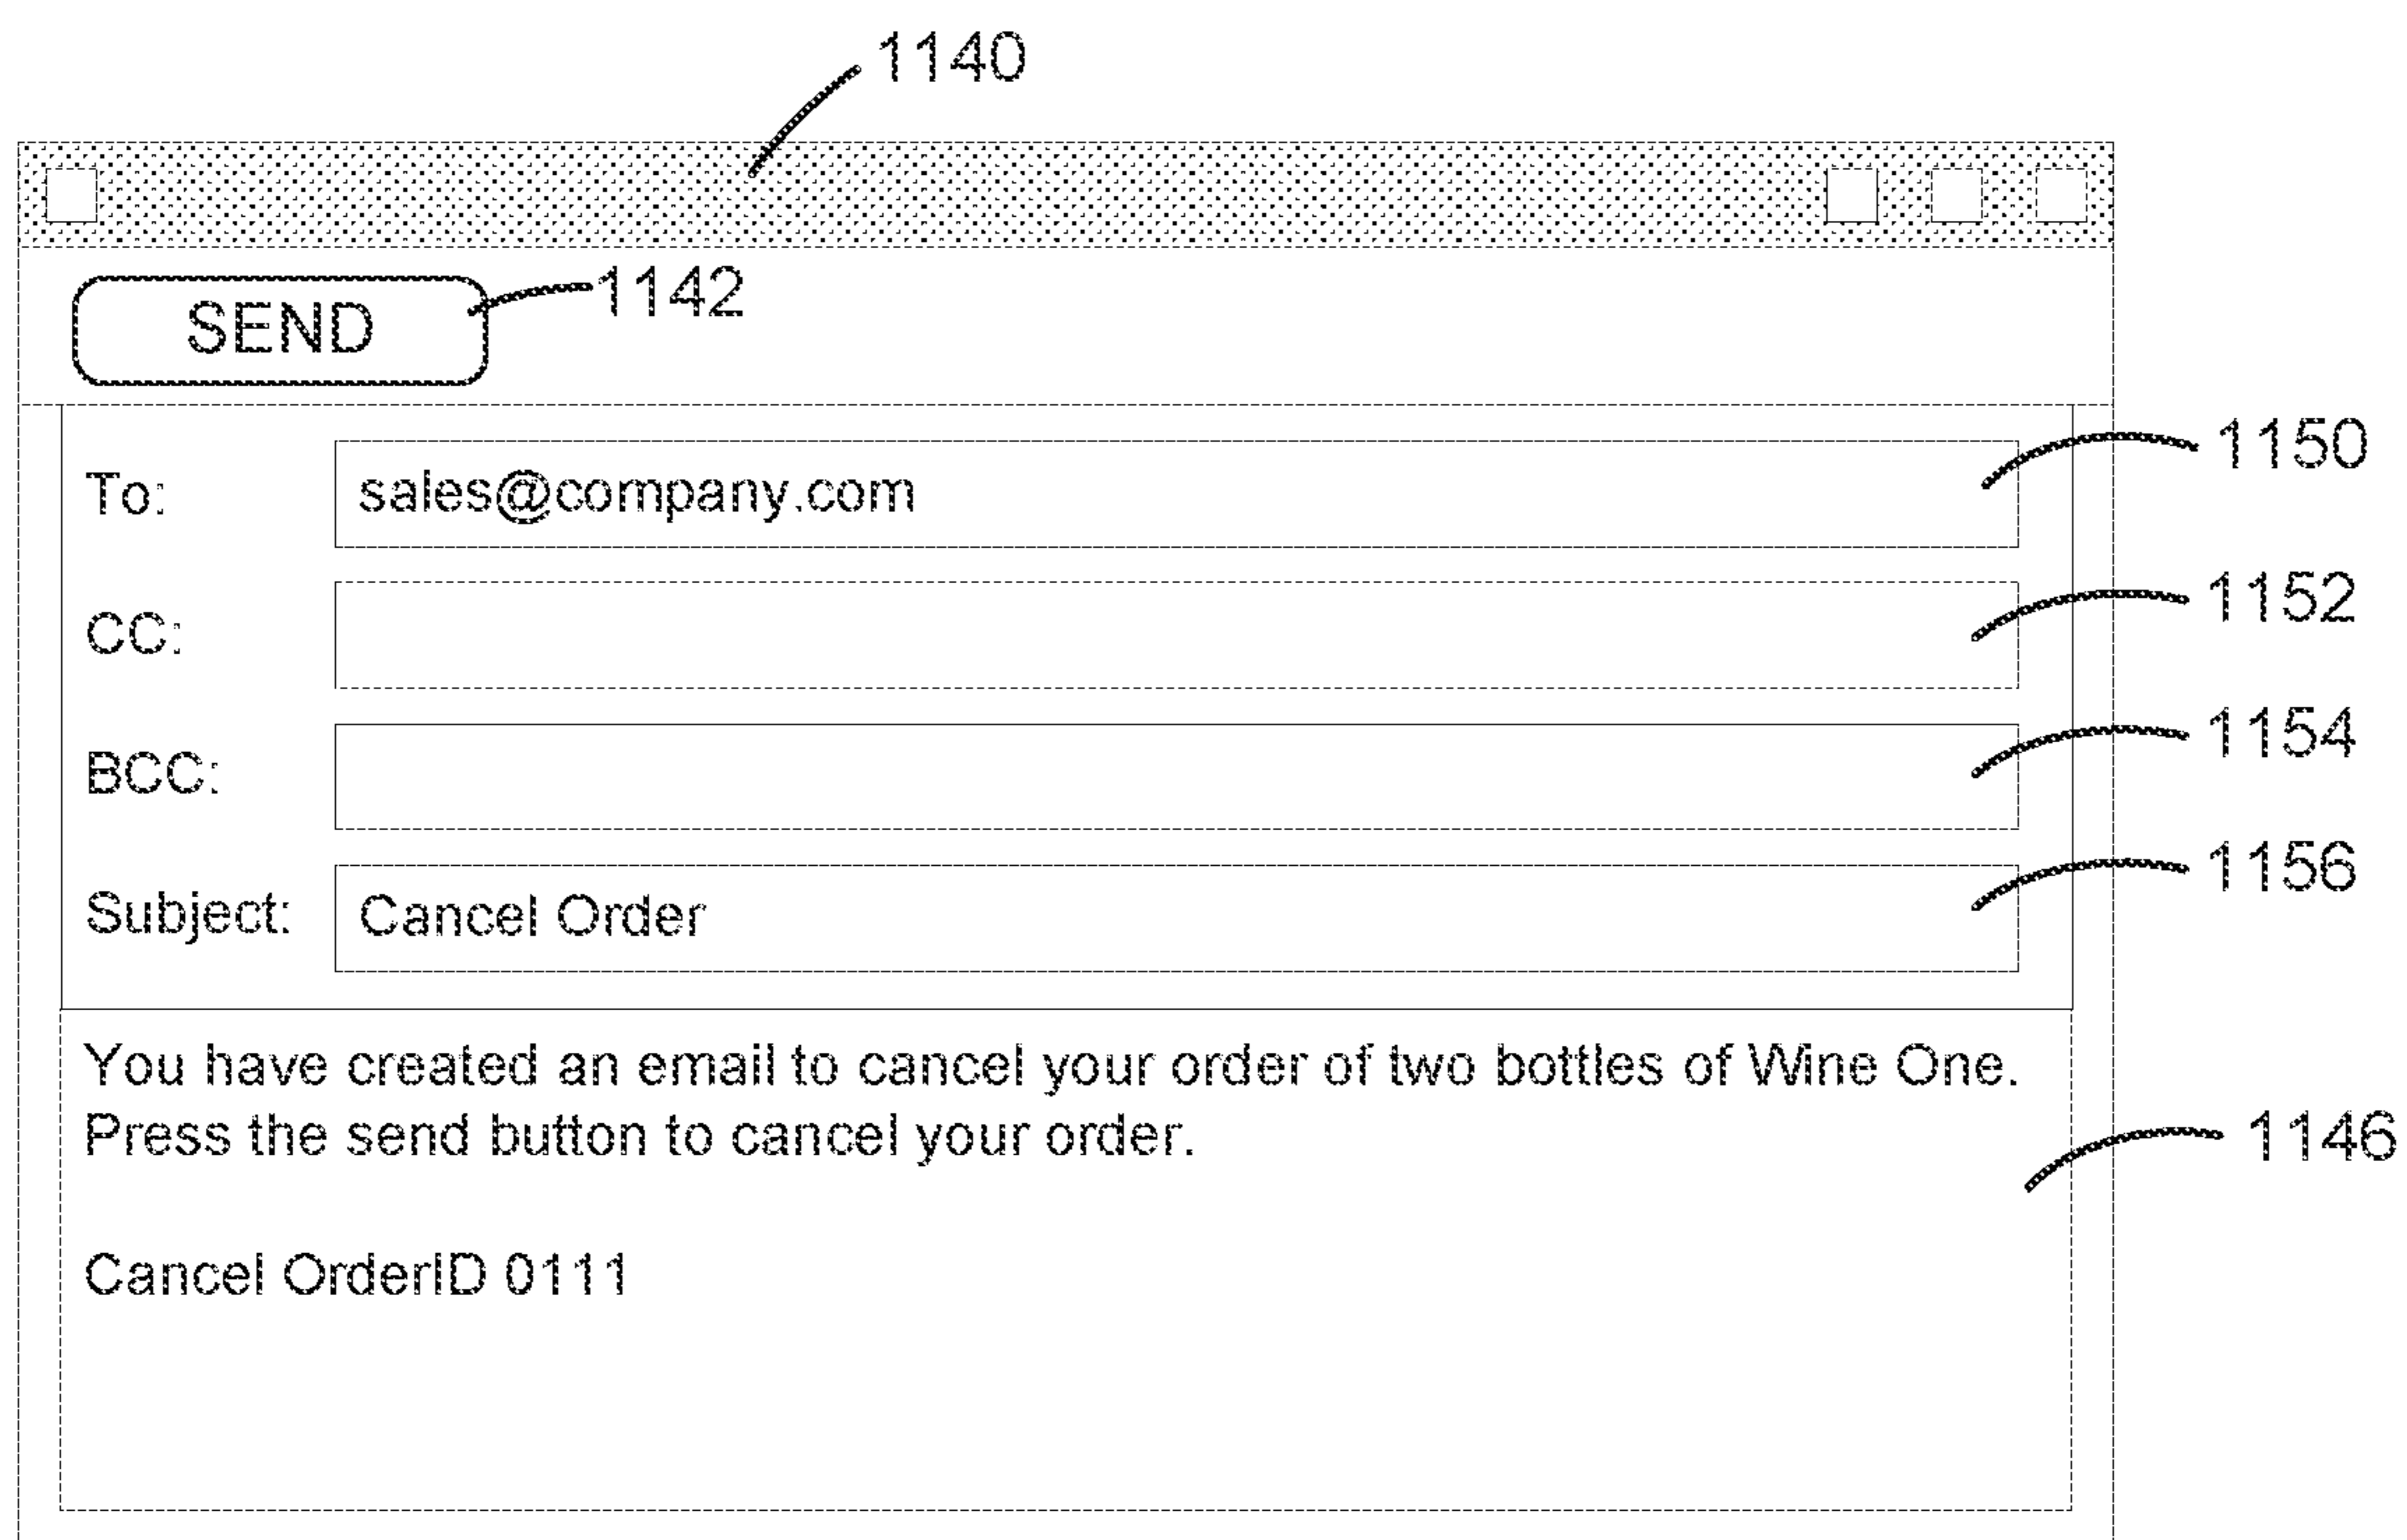 1140
SEND
1142
To:
sales@company.com
1150
CC:
1152
BCC:
1154
Subject:
Cancel Order
1156
You have created an email to cancel your order of two bottles of Wine One.
Press the send button to cancel your order.
1146
Cancel OrderID 0111